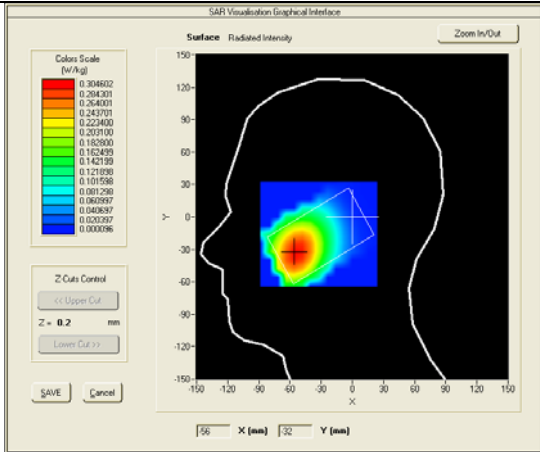 SAR Visualisation Graphical Interface
Surface Radiated Intensity
Zoom In/Out
Colors Scale
(W/kg)
0.304602
0.284301
0.264001
0.243701
0.223400
0.203100
0.182800
0.162499
0.142199
0.121898
0.101598
0.081298
0.060997
0.040697
0.020397
0.000096
Z Cuts Control
<< Upper Cut
Z = 0.2 mm
Lower Cut >>
SAVE Cancel
150
120
90
60
30
0
-30
-60
-90
-120
-150
Y
-150 -120 -90 -60 -30 0 30 60 90 120 150
X
-56 X (mm) -32 Y (mm)